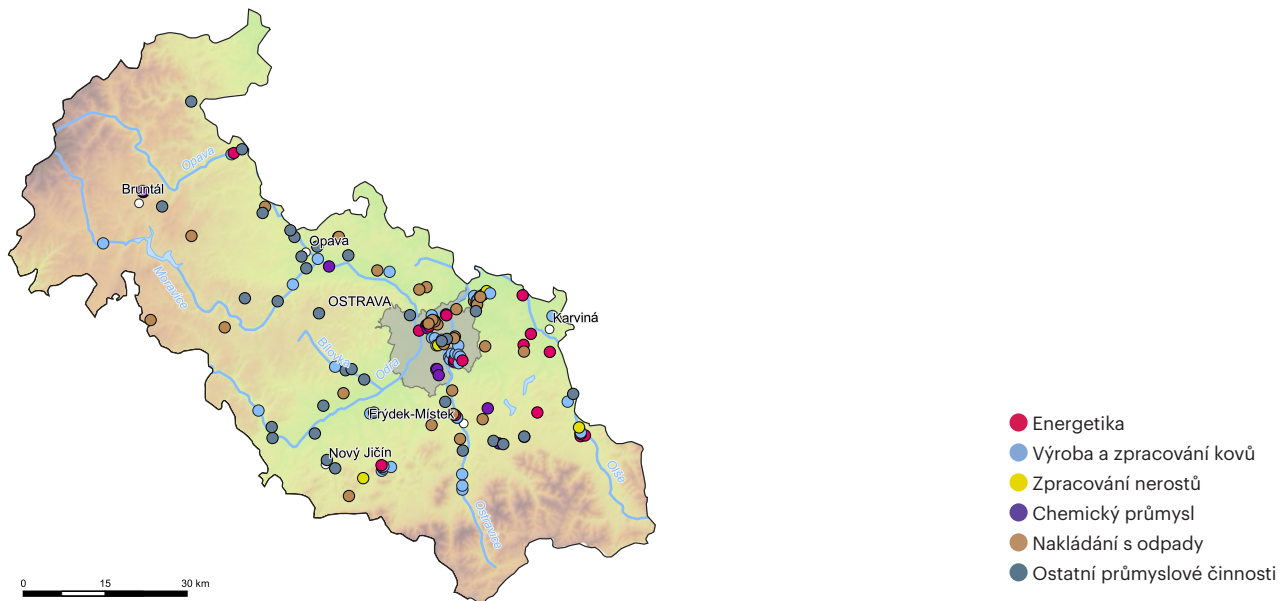 Opava
Bruntál
Opava
Moravice
OSTRAVA
Karviná
Bílovka
Odra
Frýdek-Místek
Nový Jičín
Olše
Ostravice
0 15 30 km
Energetika
Výroba a zpracování kovů
Zpracování nerostů
Chemický průmysl
Nakládání s odpady
Ostatní průmyslové činnosti